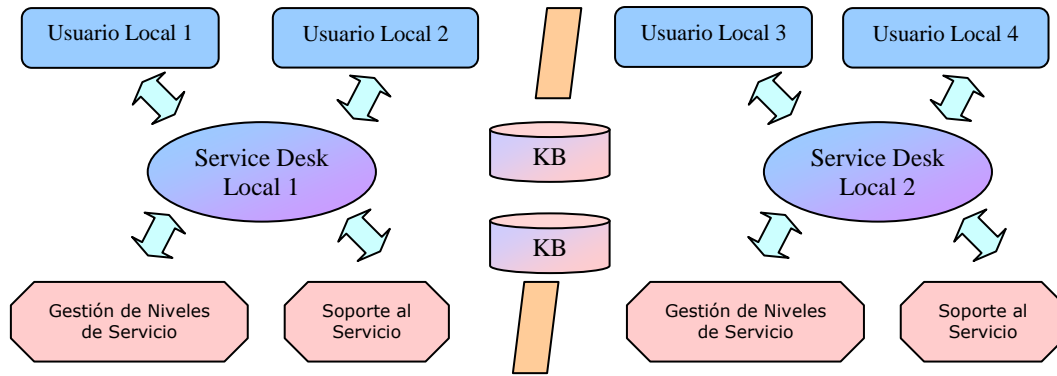 Usuario Local 1
Usuario Local 2
Usuario Local 3
Usuario Local 4
Service Desk
Local 1
KB
Service Desk
Local 2
KB
Gestión de Niveles
de Servicio
Soporte al
Servicio
Gestión de Niveles
de Servicio
Soporte al
Servicio